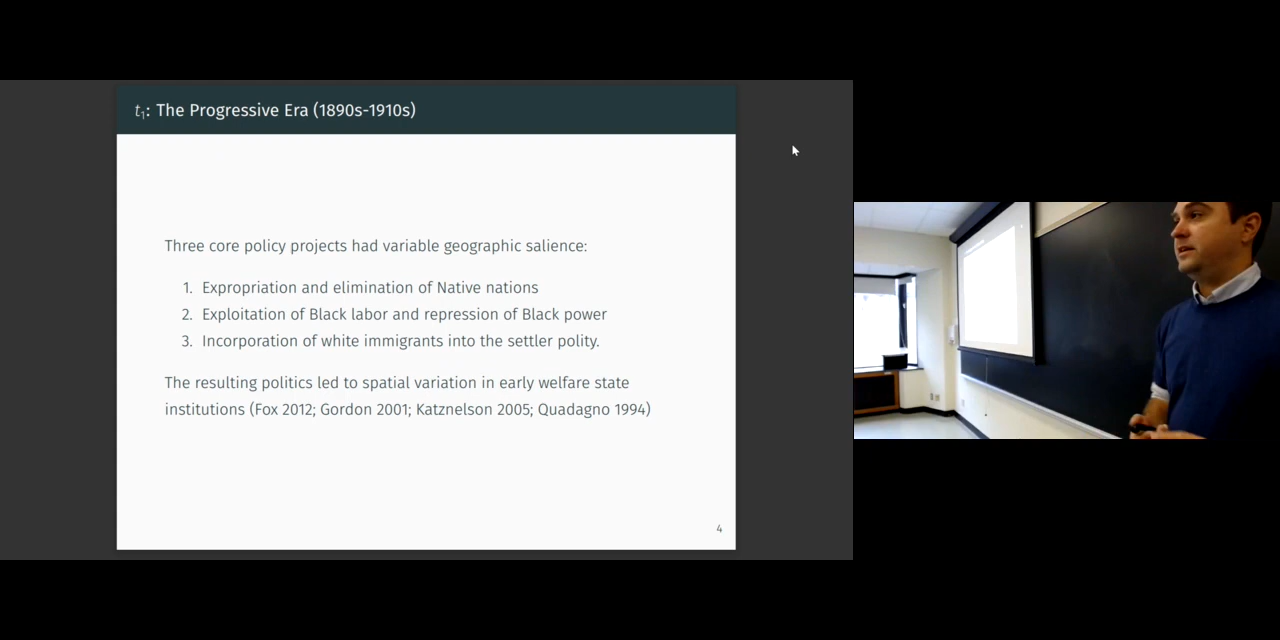 t₁: The Progressive Era (1890s-1910s)
Three core policy projects had variable geographic salience:
1. Expropriation and elimination of Native nations
2. Exploitation of Black labor and repression of Black power
3. Incorporation of white immigrants into the settler polity.
The resulting politics led to spatial variation in early welfare state
institutions (Fox 2012; Gordon 2001; Katznelson 2005; Quadagno 1994)
4